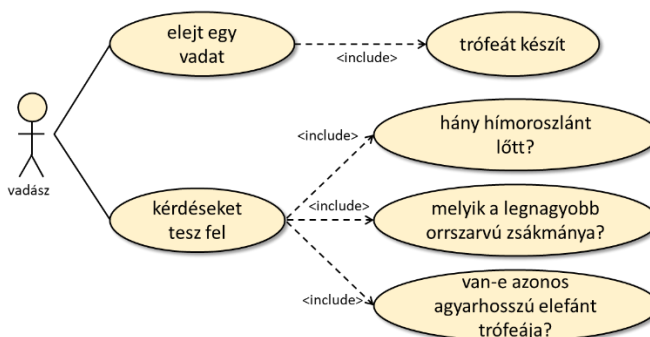 elejt egy
vadat
<include>
trófeát készít
vadász
kérdéseket
tesz fel
<include>
hány hímoroszlánt
lőtt?
<include>
melyik a legnagyobb
orrszarvú zsákmánya?
<include>
van-e azonos
agyarhosszú elefánt
trófeája?